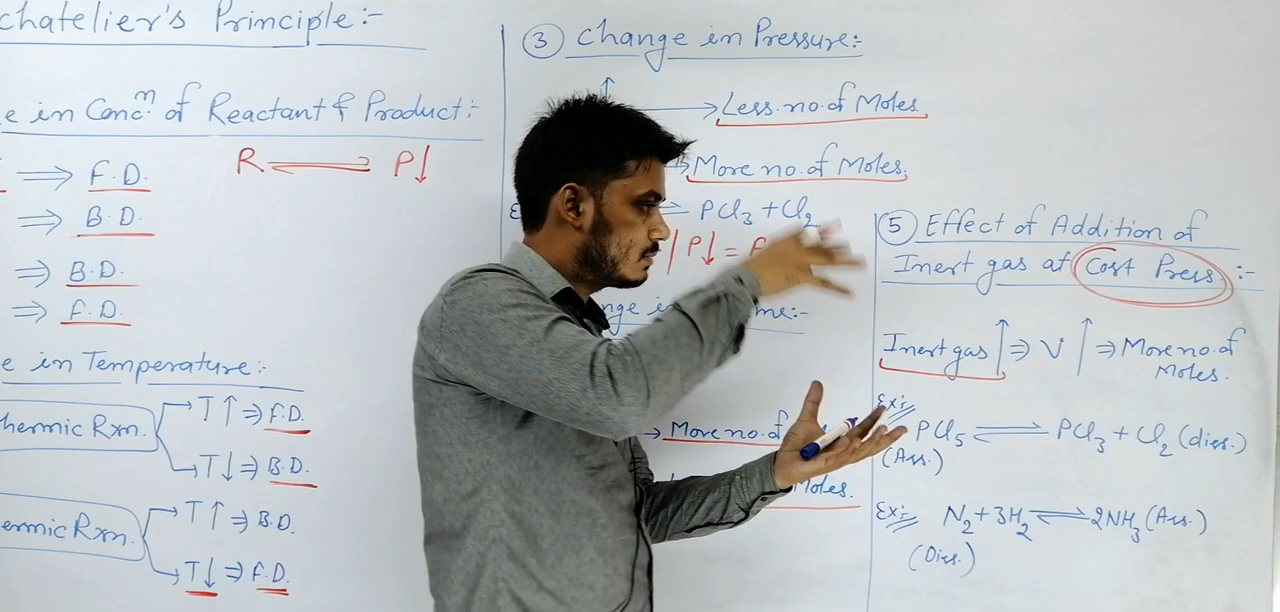 chatelier's Principle:-
e in Concⁿ. of Reactant & Product:-
⇒ F.D.
R ⇌ P↓
⇒ B.D.
⇒ B.D.
⇒ F.D.
e in Temperature:-
hermic Rxn.
T↑ ⇒ F.D.
T↓ ⇒ B.D.
ermic Rxn.
T↑ ⇒ B.D.
T↓ ⇒ F.D.
③ Change in Pressure:-
→ Less no. of Moles.
→ More no. of Moles.
⇌ PCl₃ + Cl₂
P↓ =
nge i me:-
→ More no. of
Moles.
⑤ Effect of Addition of
Inert gas at Cost Press. :-
Inert gas ↑ ⇒ V ↑ ⇒ More no. of
Moles.
Ex:-
PCl₅ ⇌ PCl₃ + Cl₂ (diss.)
(Ass.)
Ex:- N₂ + 3H₂ ⇌ 2NH₃ (Ass.)
(Diss.)